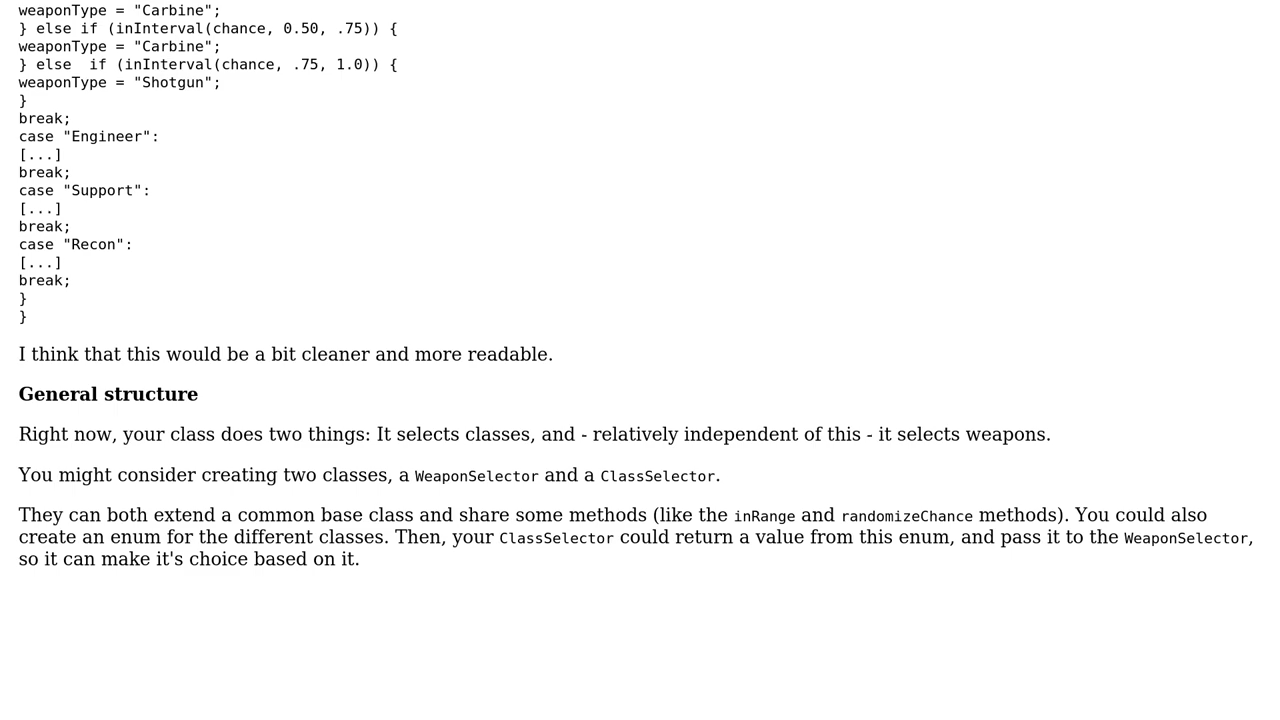 weaponType = "Carbine";
} else if (inInterval(chance, 0.50, .75)) {
weaponType = "Carbine";
} else  if (inInterval(chance, .75, 1.0)) {
weaponType = "Shotgun";
}
break;
case "Engineer":
[...]
break;
case "Support":
[...]
break;
case "Recon":
[...]
break;
}
}
I think that this would be a bit cleaner and more readable.
General structure
Right now, your class does two things: It selects classes, and - relatively independent of this - it selects weapons.
You might consider creating two classes, a WeaponSelector and a ClassSelector.
They can both extend a common base class and share some methods (like the inRange and randomizeChance methods). You could also
create an enum for the different classes. Then, your ClassSelector could return a value from this enum, and pass it to the WeaponSelector,
so it can make it's choice based on it.